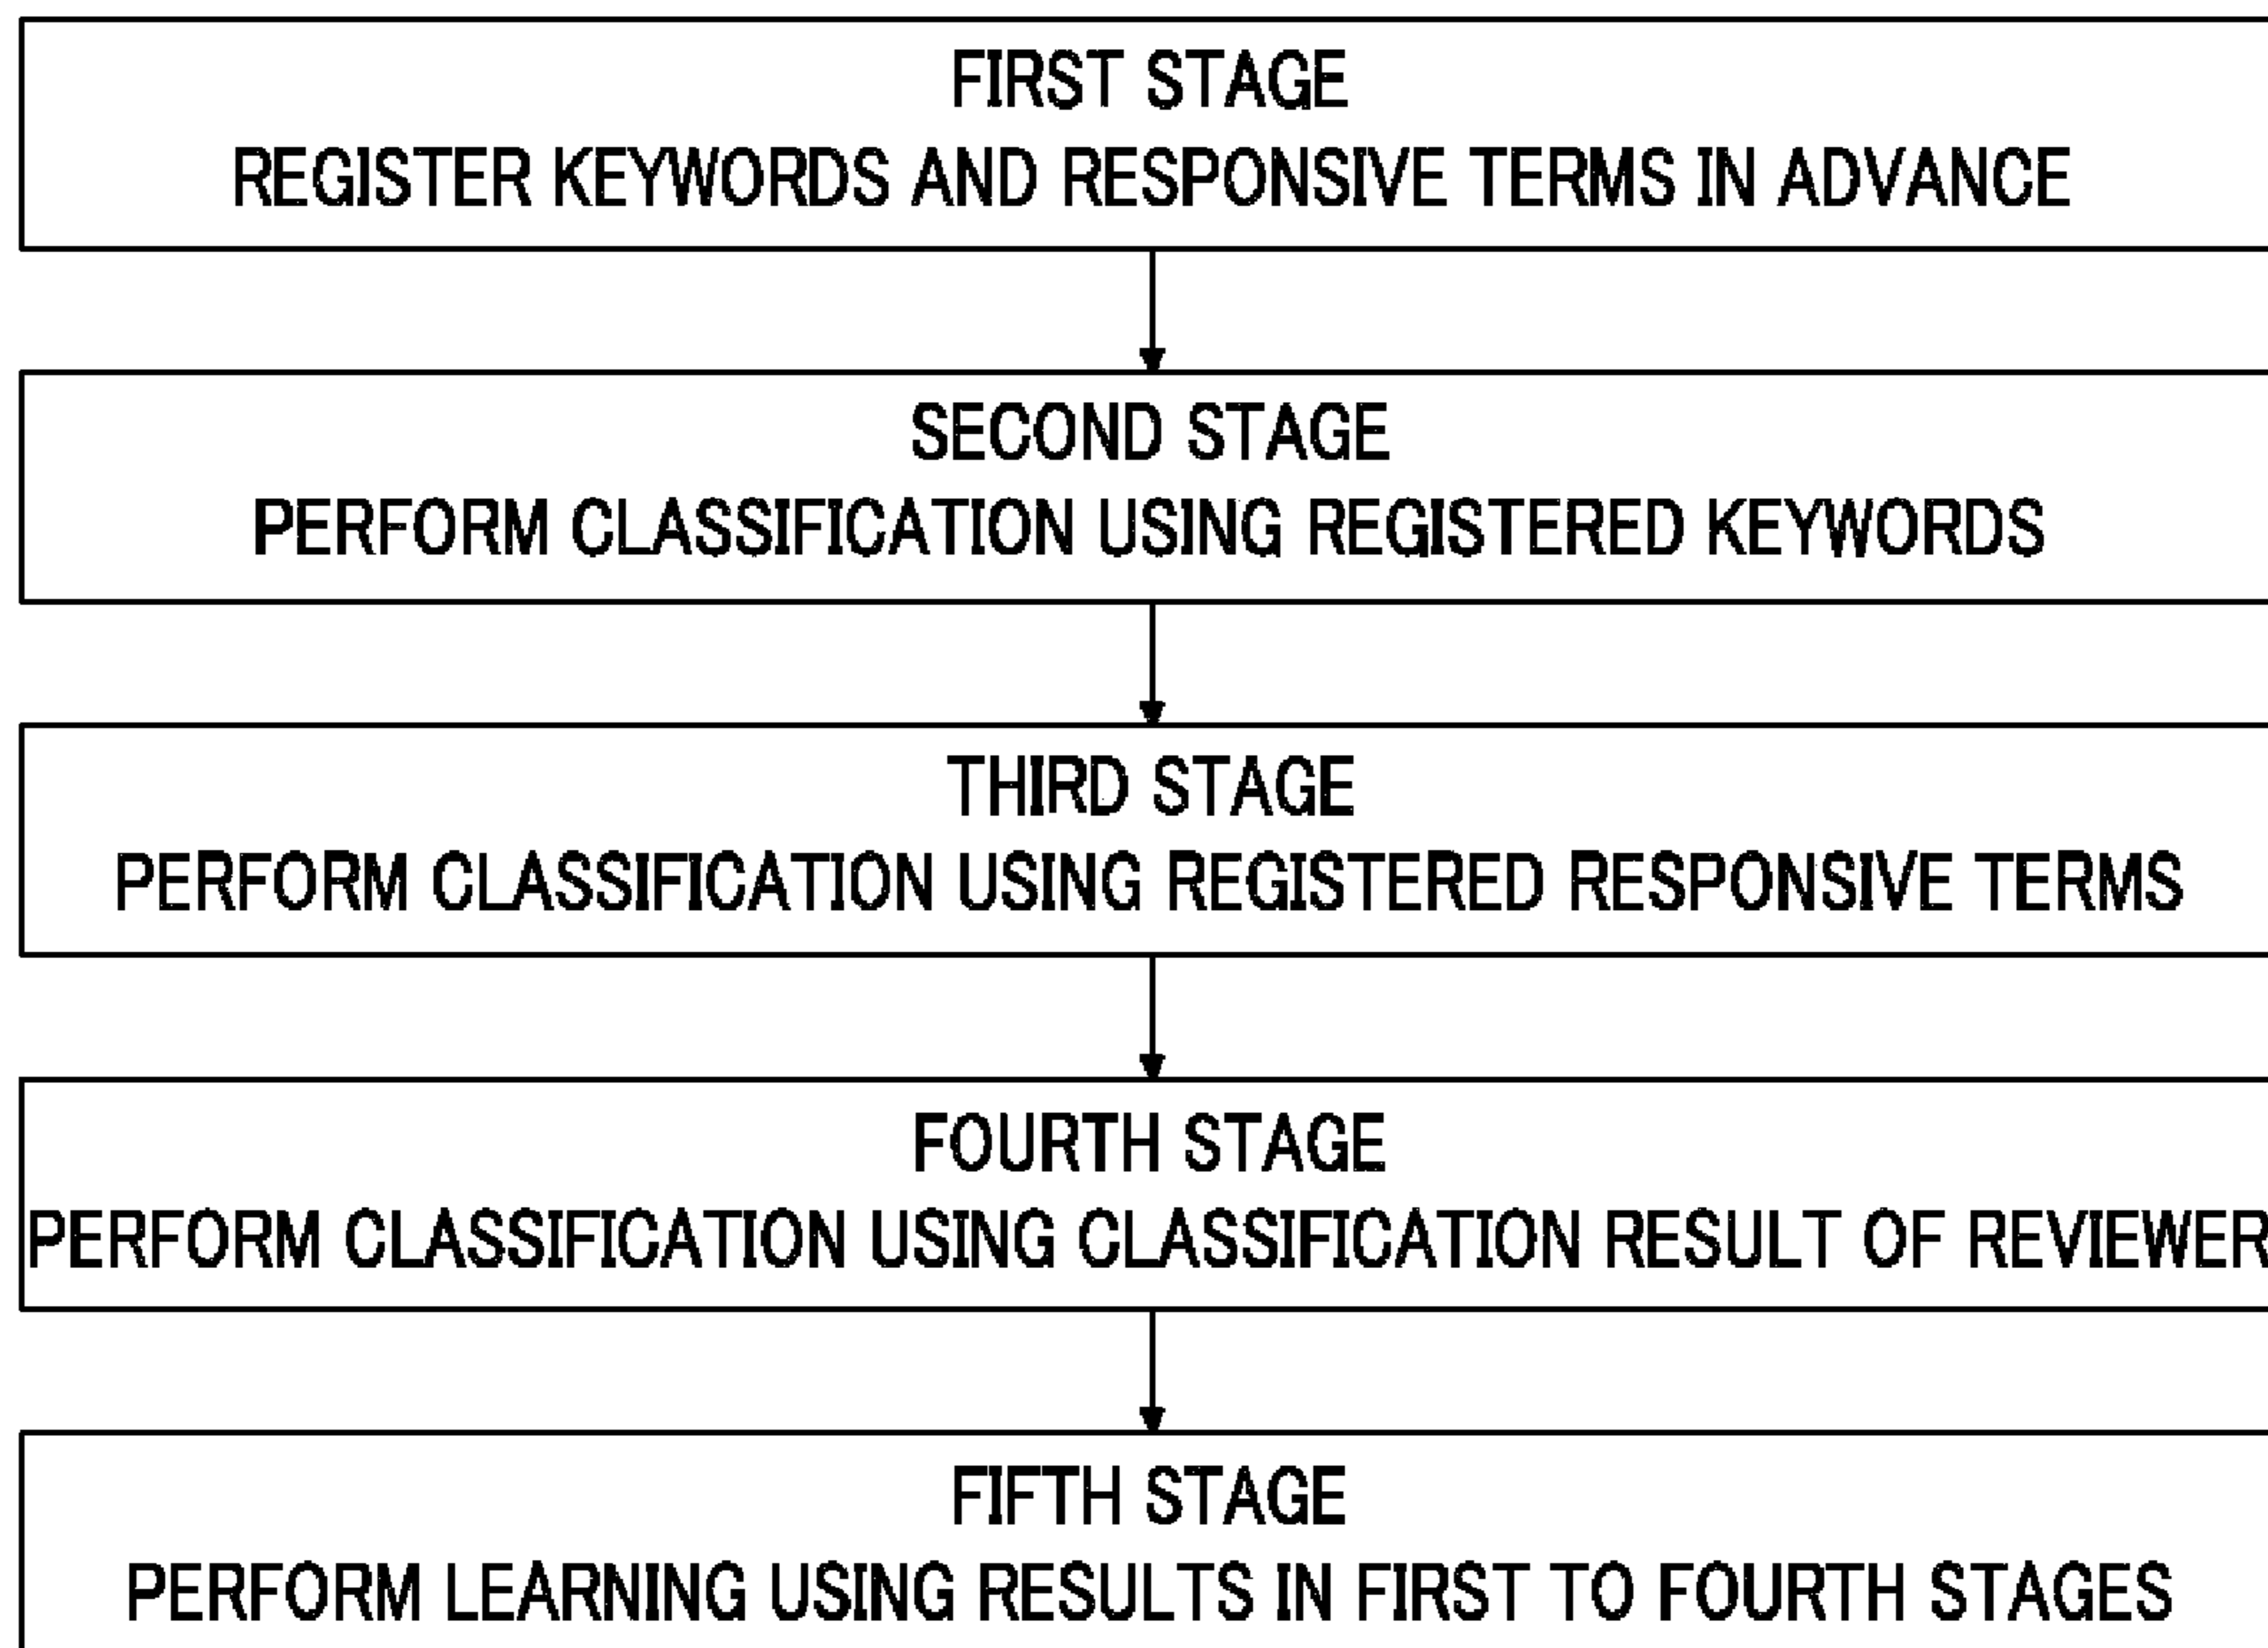 FIRST STAGE
REGISTER KEYWORDS AND RESPONSIVE TERMS IN ADVANCE
SECOND STAGE
PERFORM CLASSIFICATION USING REGISTERED KEYWORDS
THIRD STAGE
PERFORM CLASSIFICATION USING REGISTERED RESPONSIVE TERMS
FOURTH STAGE
PERFORM CLASSIFICATION USING CLASSIFICATION RESULT OF REVIEWER
FIFTH STAGE
PERFORM LEARNING USING RESULTS IN FIRST TO FOURTH STAGES